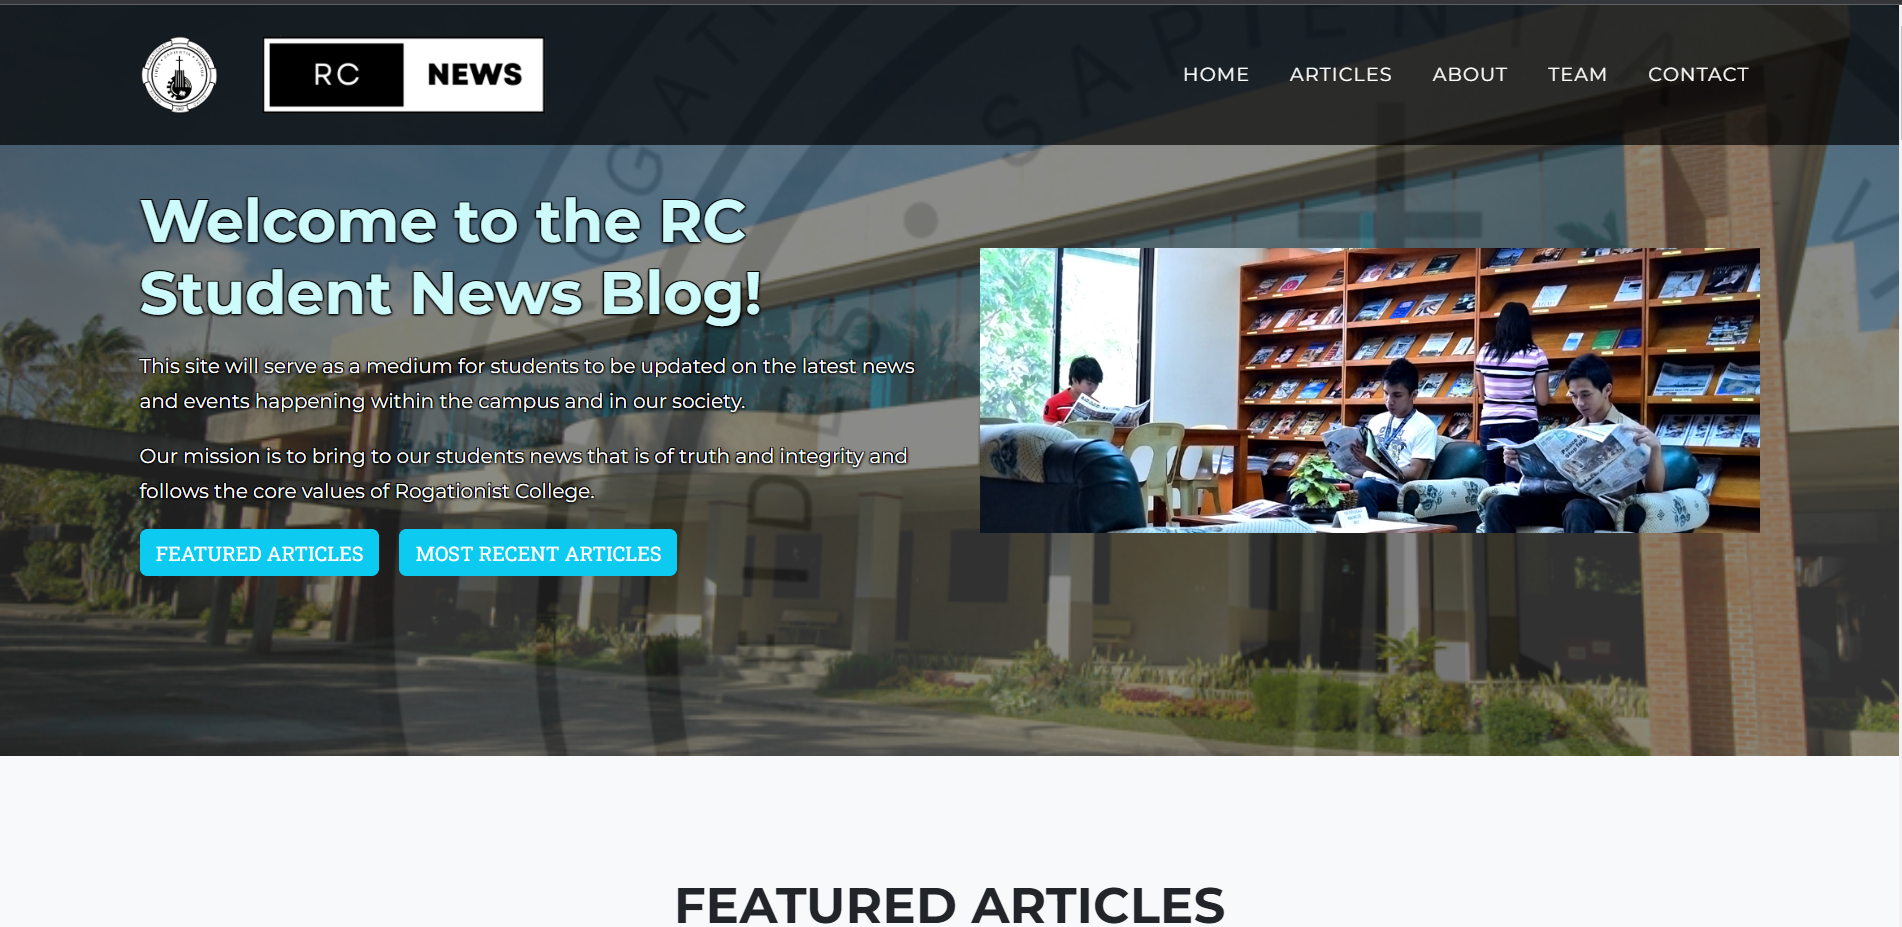 RC NEWS
HOME ARTICLES ABOUT TEAM CONTACT
Welcome to the RC
Student News Blog!
This site will serve as a medium for students to be updated on the latest news
and events happening within the campus and in our society.
Our mission is to bring to our students news that is of truth and integrity and
follows the core values of Rogationist College.
FEATURED ARTICLES
MOST RECENT ARTICLES
FEATURED ARTICLES